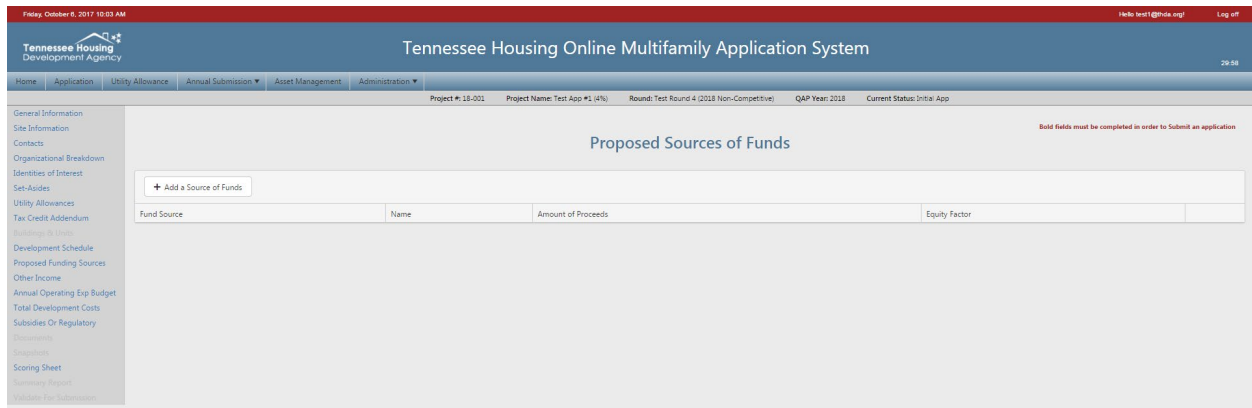 Friday, October 6, 2017 10:03 AM
Hello test1@thda.org! Log off
Tennessee Housing
Development Agency
Tennessee Housing Online Multifamily Application System
29:56
Home Application Utility Allowance Annual Submission ▼ Asset Management Administration ▼
Project #: 18-001 Project Name: Test App #1 (4%) Round: Test Round 4 (2018 Non-Competitive) QAP Year: 2018 Current Status: Initial App
General Information
Site Information
Contacts
Organizational Breakdown
Identities of Interest
Set-Asides
Utility Allowances
Tax Credit Addendum
Buildings & Units
Development Schedule
Proposed Funding Sources
Other Income
Annual Operating Exp Budget
Total Development Costs
Subsidies Or Regulatory
Documents
Snapshots
Scoring Sheet
Summary Report
Validate For Submission
Bold fields must be completed in order to Submit an application
Proposed Sources of Funds
+ Add a Source of Funds
Fund Source Name Amount of Proceeds Equity Factor